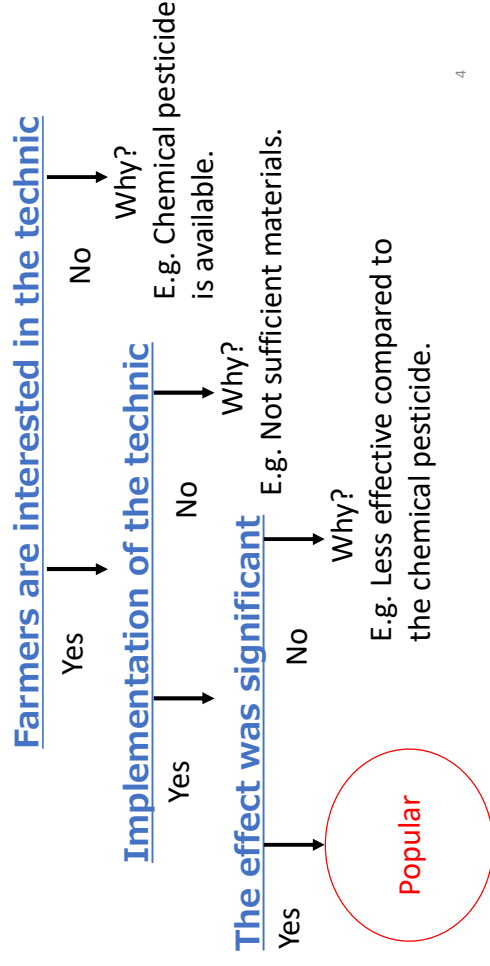 Farmers are interested in the technic
Yes
No
Why?
E.g. Chemical pesticide
is available.
Implementation of the technic
Yes
No
Why?
E.g. Not sufficient materials.
The effect was significant
Yes
No
Why?
E.g. Less effective compared to
the chemical pesticide.
Popular
4